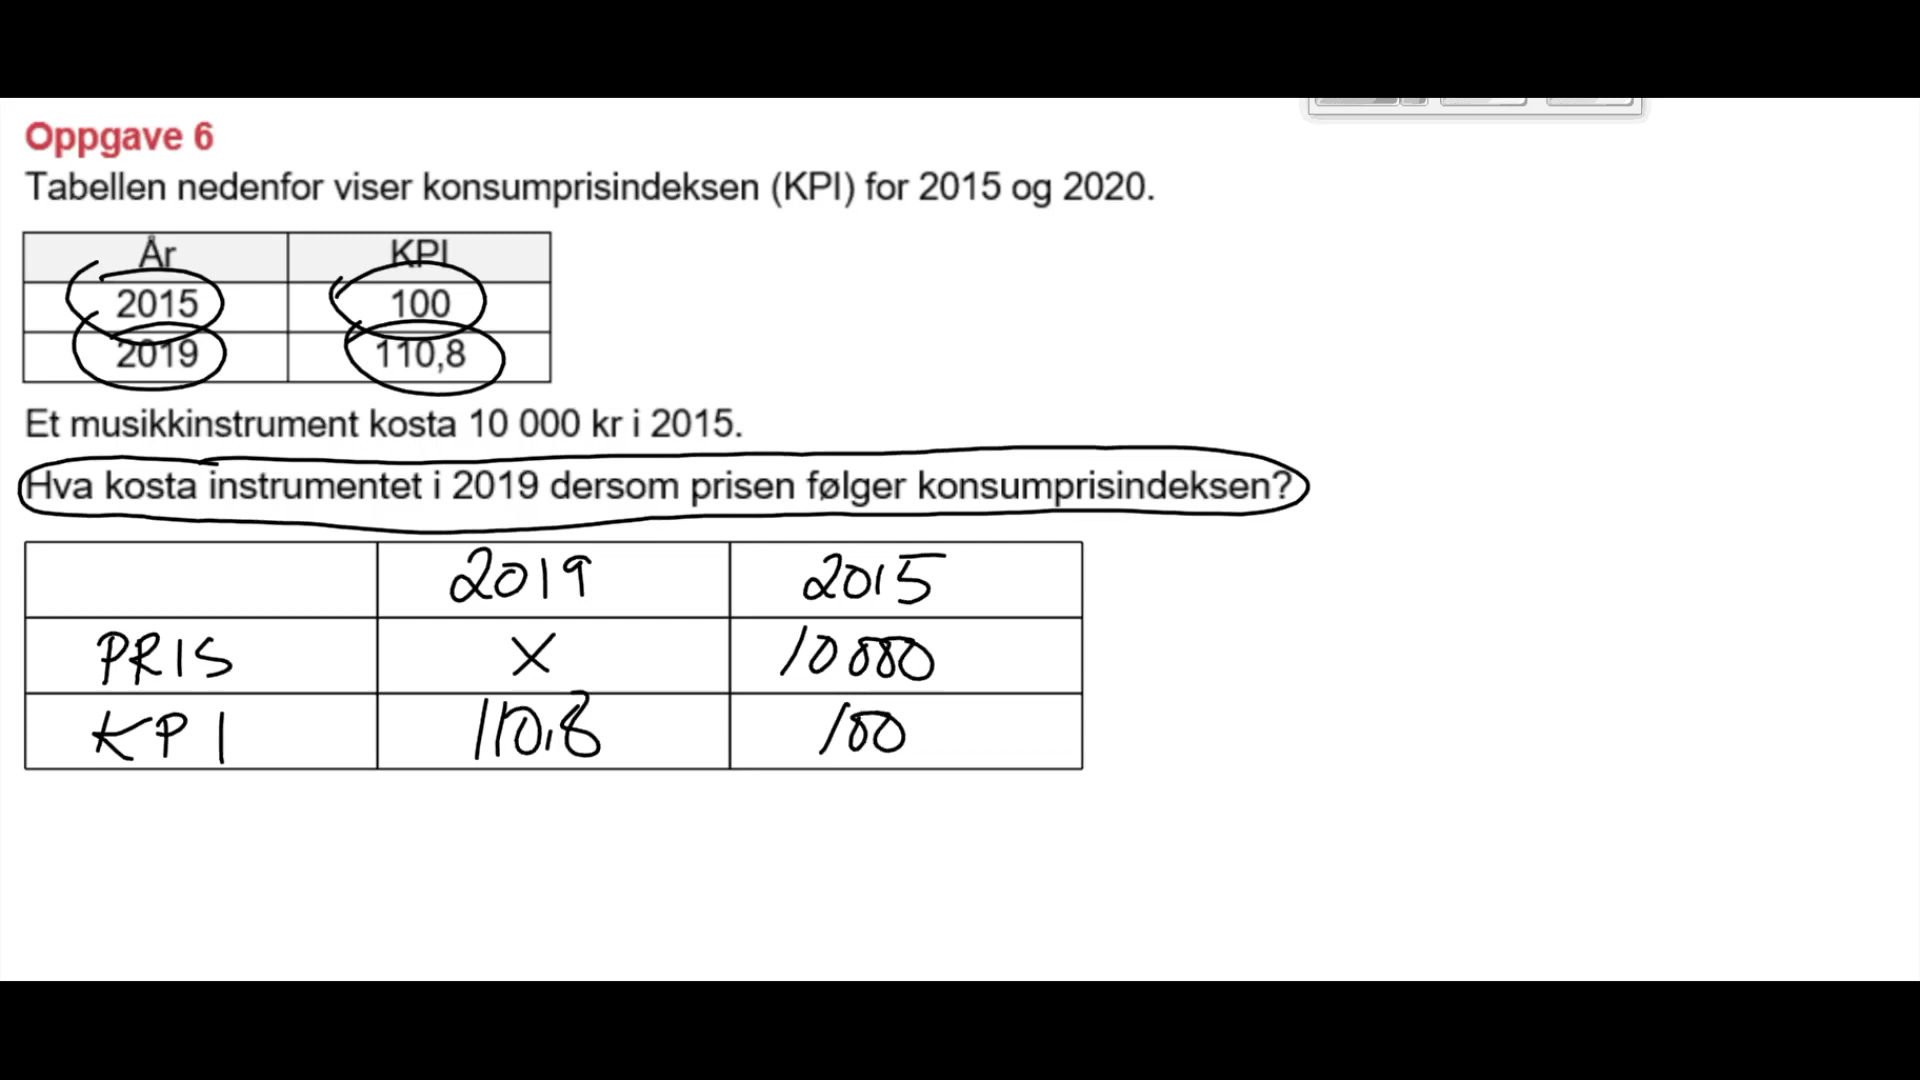 Oppgave 6
Tabellen nedenfor viser konsumprisindeksen (KPI) for 2015 og 2020.
År KPI
2015 100
2019 110,8
Et musikkinstrument kosta 10 000 kr i 2015.
Hva kosta instrumentet i 2019 dersom prisen følger konsumprisindeksen?
2019 2015
PRIS X 10000
KPI 110,8 100